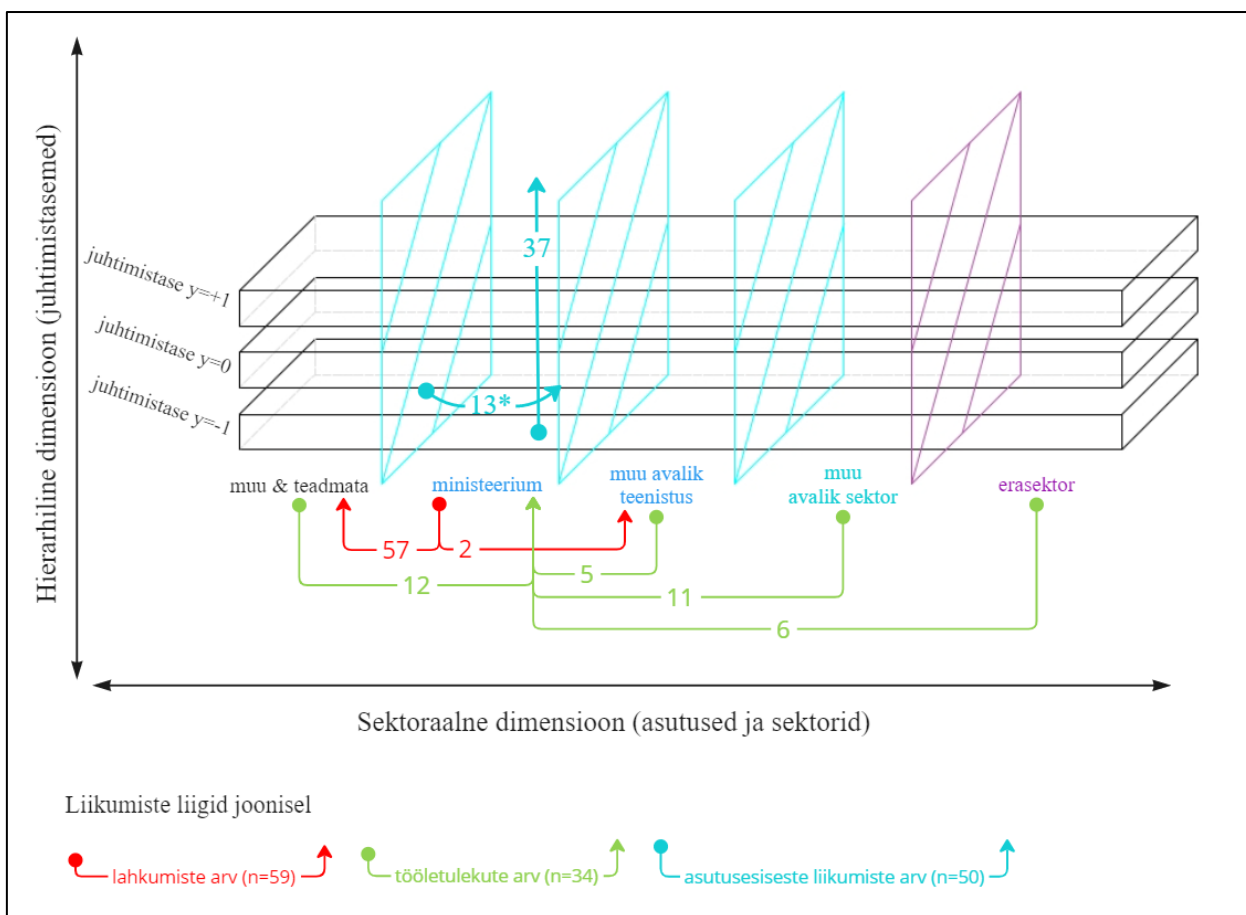 Hierarhiline dimensioon (juhtimistasemed)
juhtimistase y=+1
juhtimistase y=0
juhtimistase y=-1
37
13*
muu & teadmata
ministeerium
muu avalik
teenistus
muu
avalik sektor
erasektor
57
2
12
5
11
6
Sektoraalne dimensioon (asutused ja sektorid)
Liikumiste liigid joonisel
lahkumiste arv (n=59)
tööletulekute arv (n=34)
asutusesiseste liikumiste arv (n=50)